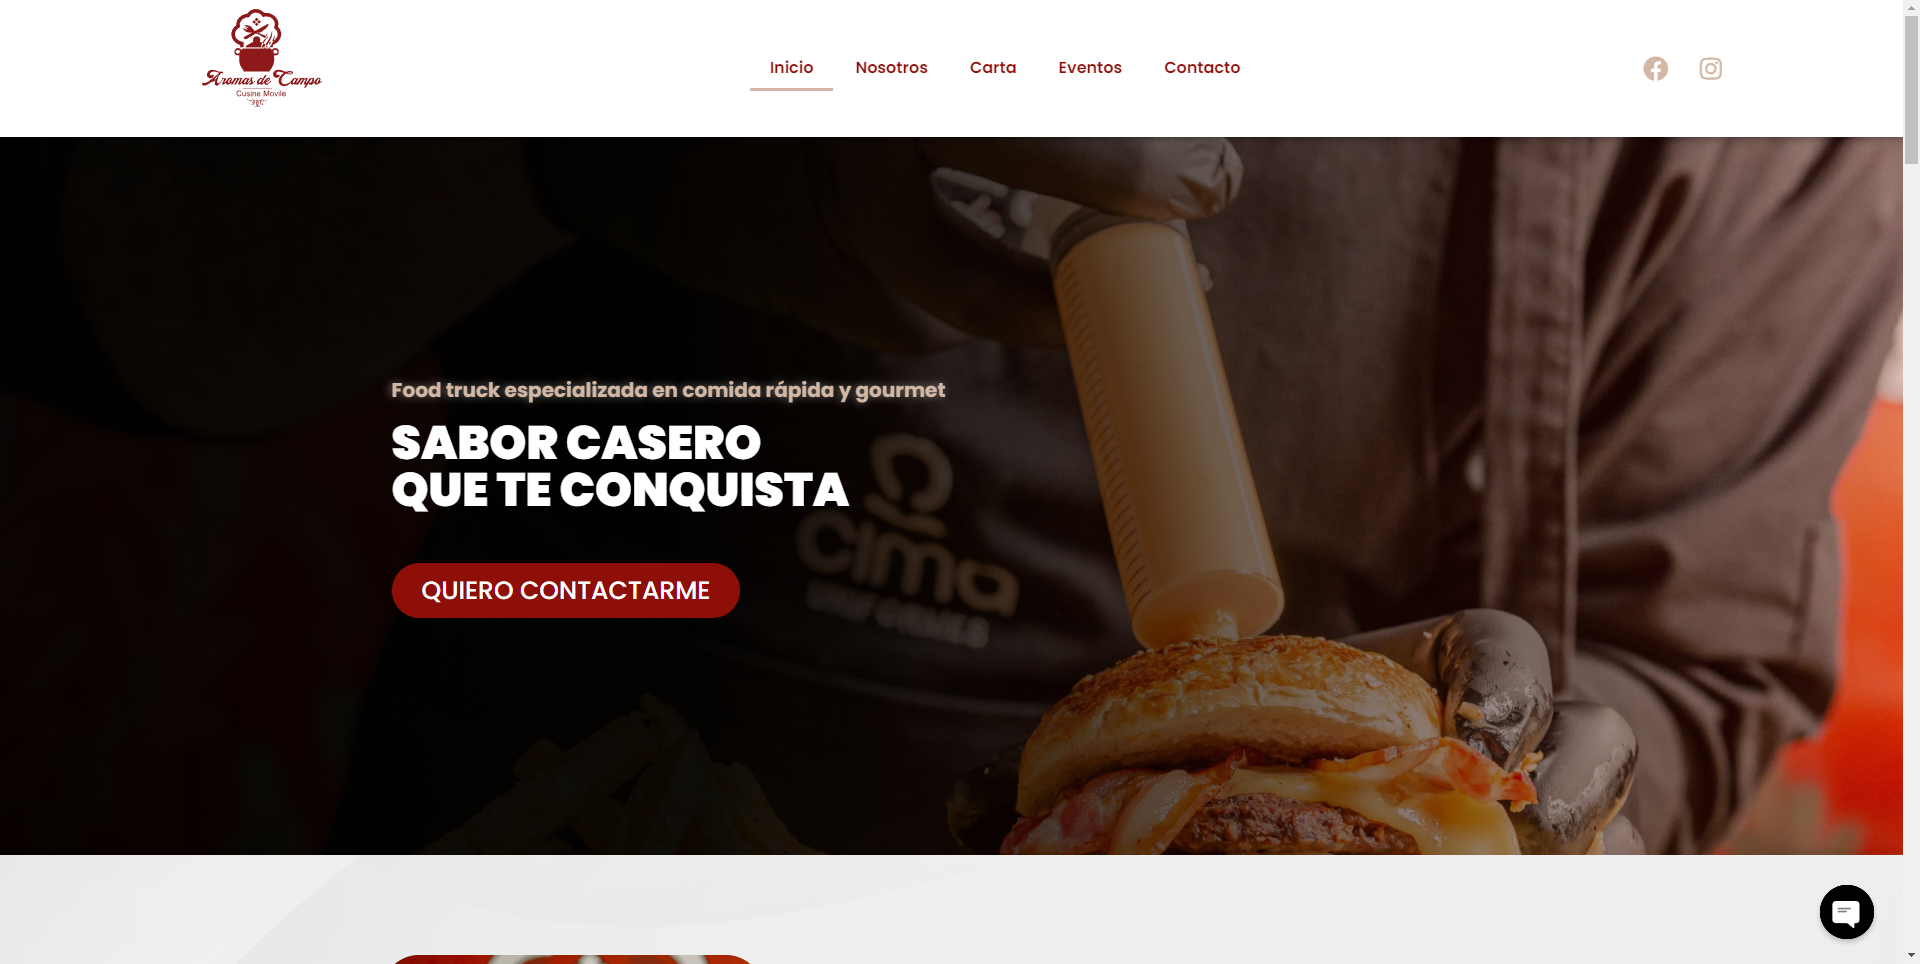 Aromas de Campo
Cusine Movile
Inicio
Nosotros
Carta
Eventos
Contacto
Food truck especializada en comida rápida y gourmet
SABOR CASERO
QUE TE CONQUISTA
QUIERO CONTACTARME
cima
UNIFORMES